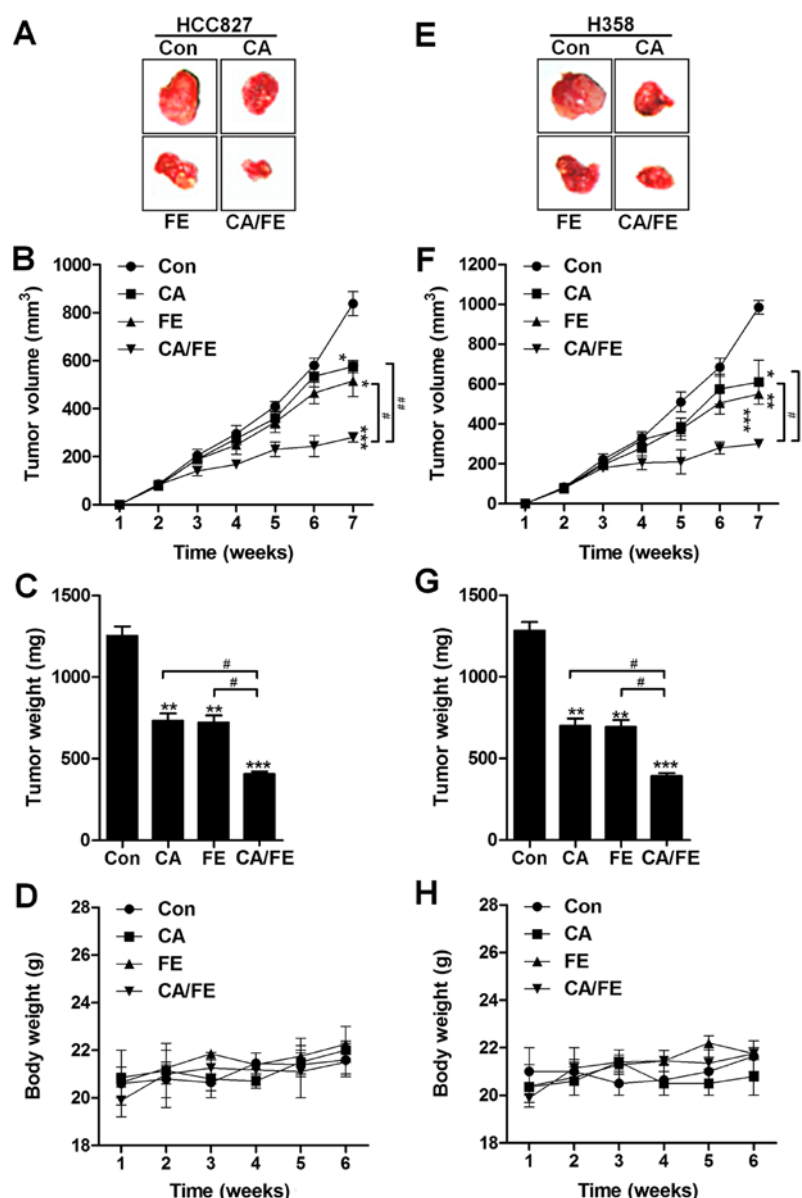 A
HCC827
Con CA
FE CA/FE
E
H358
Con CA
FE CA/FE
B
Tumor volume (mm³)
1000
800
600
400
200
0
Con
CA
FE
CA/FE
*
*
***
#
##
1 2 3 4 5 6 7
Time (weeks)
F
Tumor volume (mm³)
1200
1000
800
600
400
200
0
Con
CA
FE
CA/FE
*
**
***
#
#
1 2 3 4 5 6 7
Time (weeks)
C
Tumor weight (mg)
1500
1000
500
0
#
#
** ** ***
Con CA FE CA/FE
G
Tumor weight (mg)
1500
1000
500
0
#
#
** ** ***
Con CA FE CA/FE
D
Body weight (g)
28
26
24
22
20
18
Con
CA
FE
CA/FE
1 2 3 4 5 6
Time (weeks)
H
Body weight (g)
28
26
24
22
20
18
Con
CA
FE
CA/FE
1 2 3 4 5 6
Time (weeks)